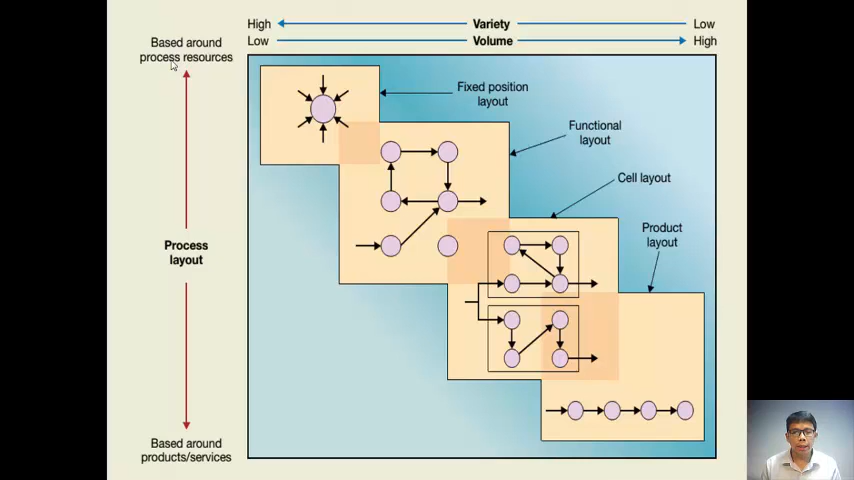 High Variety Low
Low Volume High
Based around
process resources
Fixed position
layout
Functional
layout
Cell layout
Product
layout
Process
layout
Based around
products/services